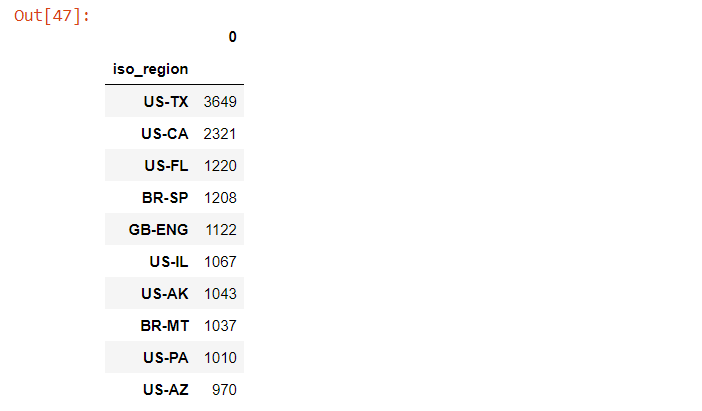 Out[47]:
0
iso_region
US-TX 3649
US-CA 2321
US-FL 1220
BR-SP 1208
GB-ENG 1122
US-IL 1067
US-AK 1043
BR-MT 1037
US-PA 1010
US-AZ 970